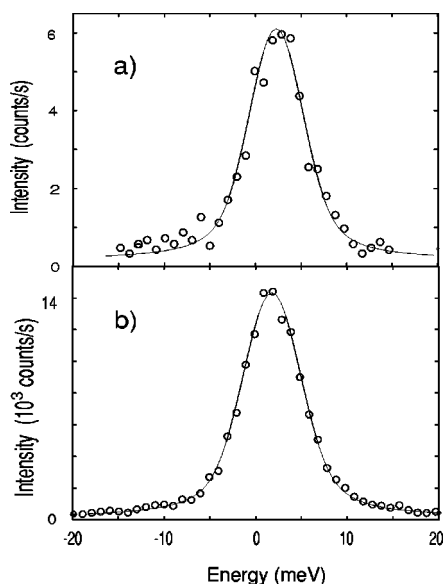 6
a)
4
Intensity (counts/s)
2
0
14
b)
Intensity (10³ counts/s)
0
-20 -10 0 10 20
Energy (meV)